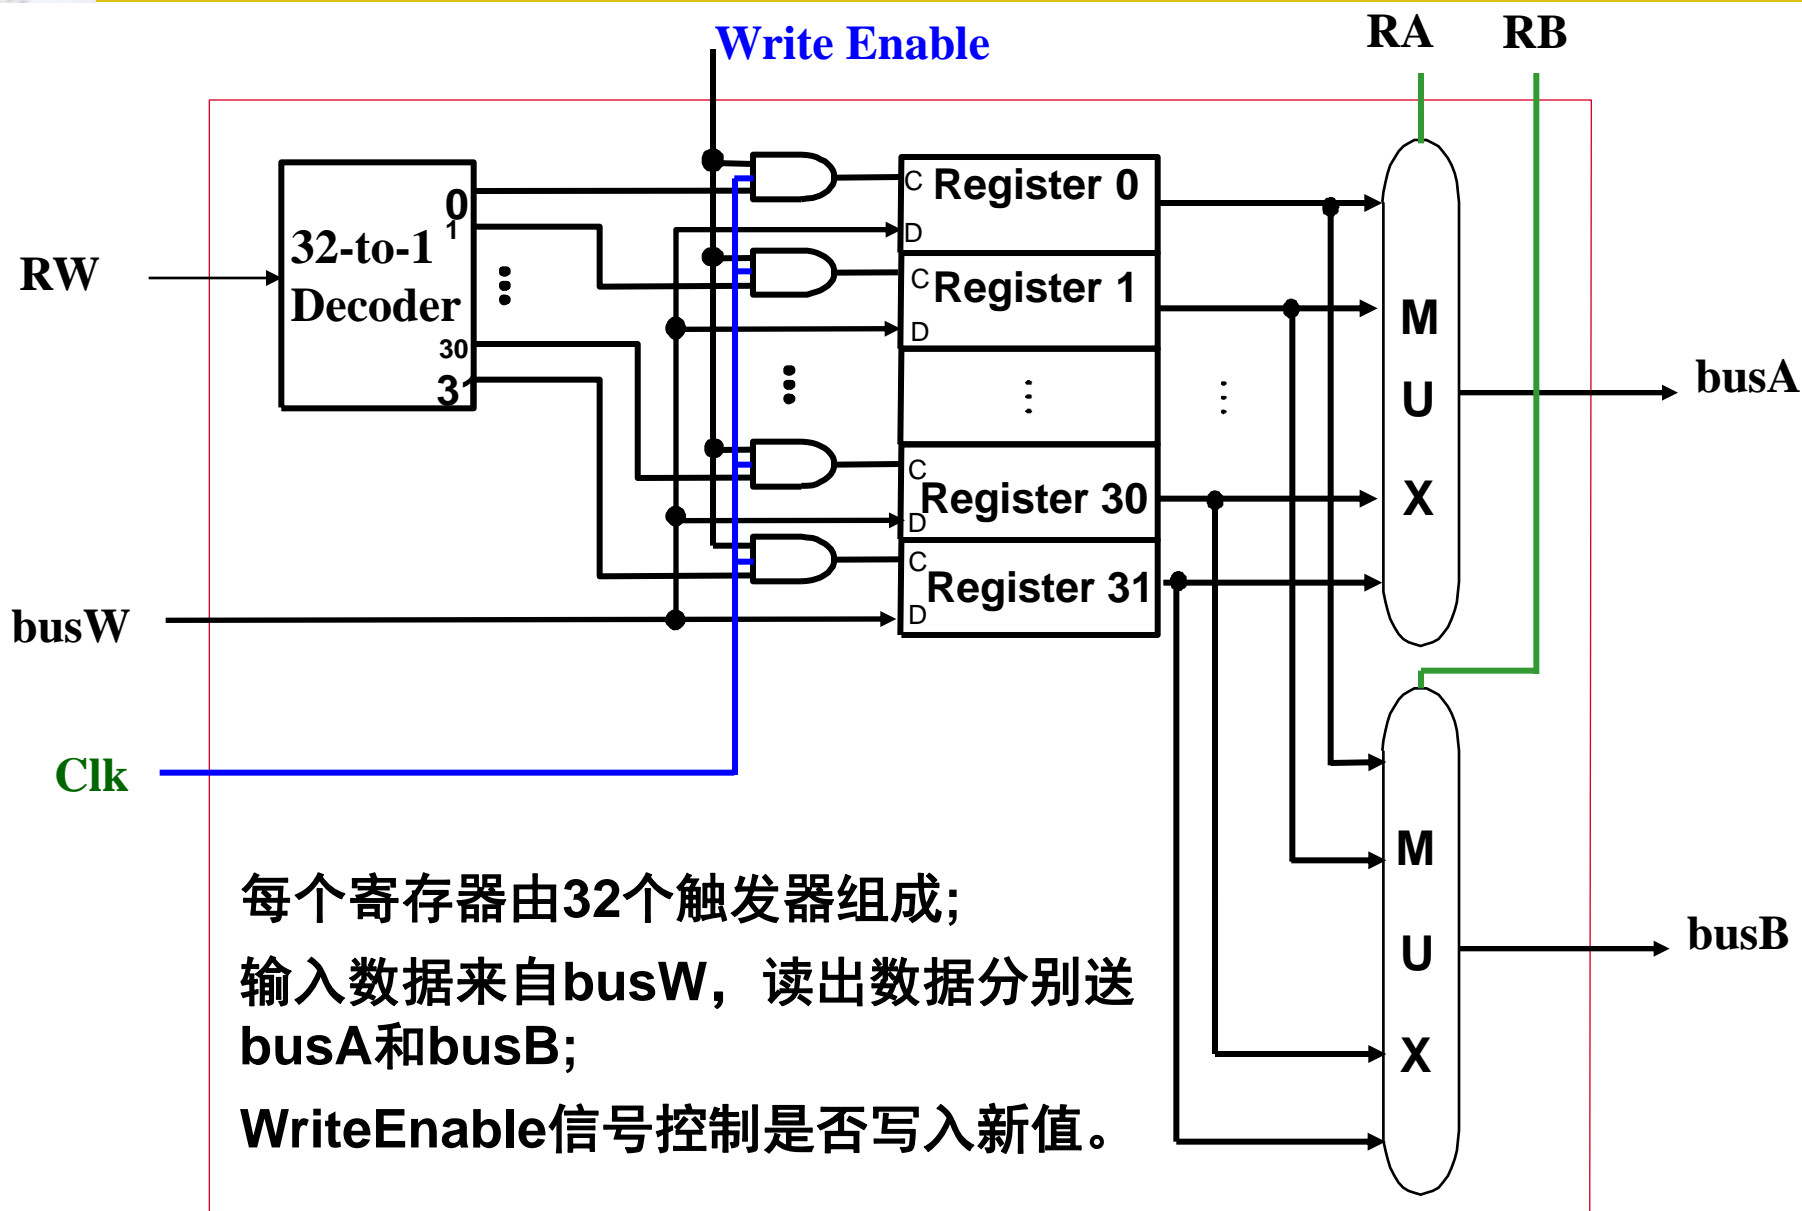 Write Enable
RA
RB
RW
32-to-1
Decoder
0
1
30
3
C
Register 0
D
C
Register 1
D
C
Register 30
D
C
Register 31
D
M
U
X
busA
busW
Clk
M
U
X
busB
每个寄存器由32个触发器组成;
输入数据来自busW，读出数据分别送
busA和busB;
WriteEnable信号控制是否写入新值。